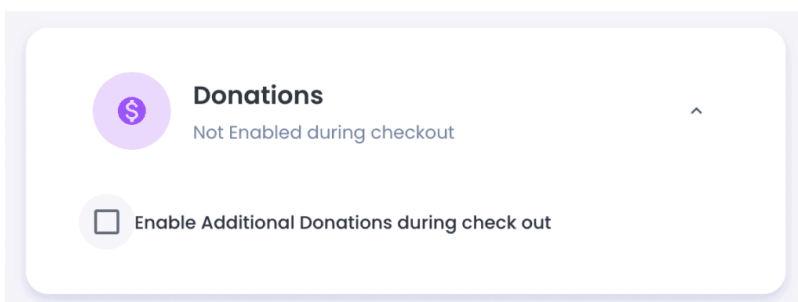 $
Donations
Not Enabled during checkout
Enable Additional Donations during check out